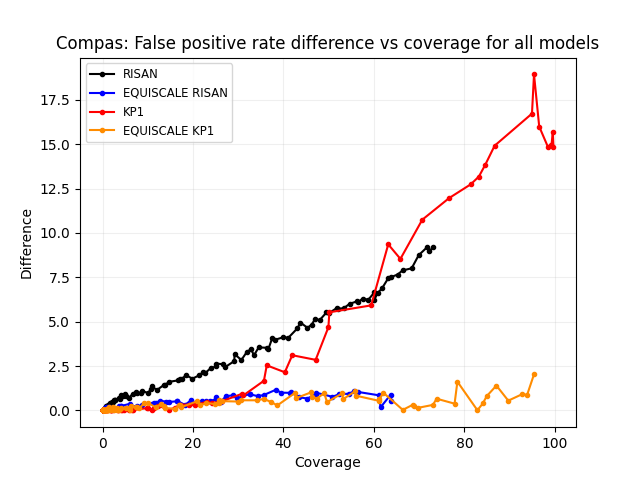 Compas: False positive rate difference vs coverage for all models
RISAN
EQUISCALE RISAN
KP1
EQUISCALE KP1
17.5
15.0
12.5
10.0
7.5
5.0
2.5
0.0
Difference
0 20 40 60 80 100
Coverage